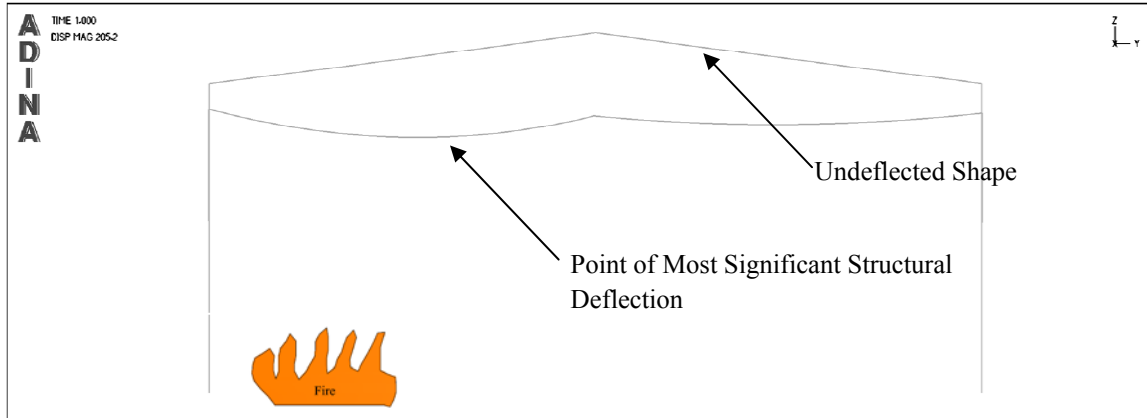 ADINA
TIME 1.000
DISP MAG 205.2
Z
X Y
Undeflected Shape
Point of Most Significant Structural
Deflection
Fire